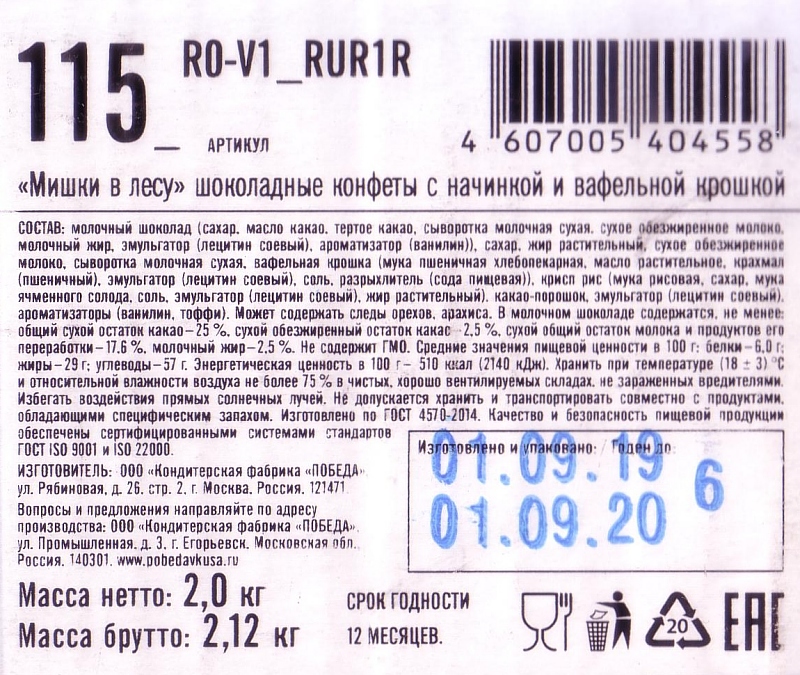 115_ RO-V1_RUR1R
АРТИКУЛ
4 607005 404558
«Мишки в лесу» шоколадные конфеты с начинкой и вафельной крошкой
СОСТАВ: молочный шоколад (сахар, масло какао, тертое какао, сыворотка молочная сухая, сухое обезжиренное молоко,
молочный жир, эмульгатор (лецитин соевый), ароматизатор (ванилин)), сахар, жир растительный, сухое обезжиренное
молоко, сыворотка молочная сухая, вафельная крошка (мука пшеничная хлебопекарная, масло растительное, крахмал
(пшеничный), эмульгатор (лецитин соевый), соль, разрыхлитель (сода пищевая)), крисп рис (мука рисовая, сахар, мука
ячменного солода, соль, эмульгатор (лецитин соевый), жир растительный), какао-порошок, эмульгатор (лецитин соевый),
ароматизаторы (ванилин, тоффи). Может содержать следы орехов, арахиса. В молочном шоколаде содержатся, не менее:
общий сухой остаток какао–25 %, сухой обезжиренный остаток какао –2,5 %, сухой общий остаток молока и продуктов его
переработки–17,6 %, молочный жир–2,5 %. Не содержит ГМО. Средние значения пищевой ценности в 100 г: белки–6,0 г;
жиры–29 г; углеводы–57 г. Энергетическая ценность в 100 г– 510 ккал (2140 кДж). Хранить при температуре (18 ± 3) °С
и относительной влажности воздуха не более 75 % в чистых, хорошо вентилируемых складах, не зараженных вредителями.
Избегать воздействия прямых солнечных лучей. Не допускается хранить и транспортировать совместно с продуктами,
обладающими специфическим запахом. Изготовлено по ГОСТ 4570-2014. Качество и безопасность пищевой продукции
обеспечены сертифицированными системами стандартов
ГОСТ ISO 9001 и ISO 22000.
ИЗГОТОВИТЕЛЬ: ООО «Кондитерская фабрика «ПОБЕДА»,
ул. Рябиновая, д. 26, стр. 2, г. Москва, Россия, 121471
Вопросы и предложения направляйте по адресу
производства: ООО «Кондитерская фабрика «ПОБЕДА»,
ул. Промышленная, д. 3, г. Егорьевск, Московская обл.,
Россия, 140301. www.pobedavkusa.ru
Изготовлено и упаковано: / Годен до:
01.09.19
01.09.20
6
Масса нетто: 2,0 кг
Масса брутто: 2,12 кг
СРОК ГОДНОСТИ
12 МЕСЯЦЕВ.
20
EAC